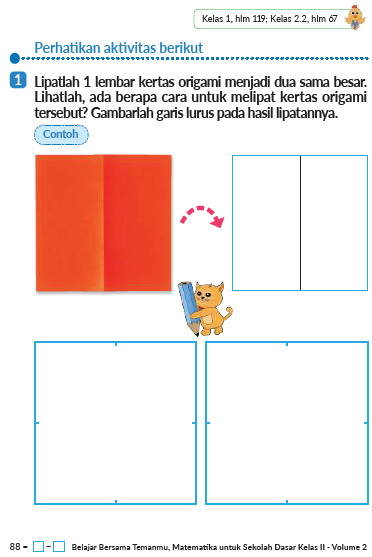 Kelas 1, hlm 119; Kelas 2.2, hlm 67
Perhatikan aktivitas berikut
1 Lipatlah 1 lembar kertas origami menjadi dua sama besar.
Lihatlah, ada berapa cara untuk melipat kertas origami
tersebut? Gambarlah garis lurus pada hasil lipatannya.
Contoh
88 = □ – □ Belajar Bersama Temanmu, Matematika untuk Sekolah Dasar Kelas II - Volume 2